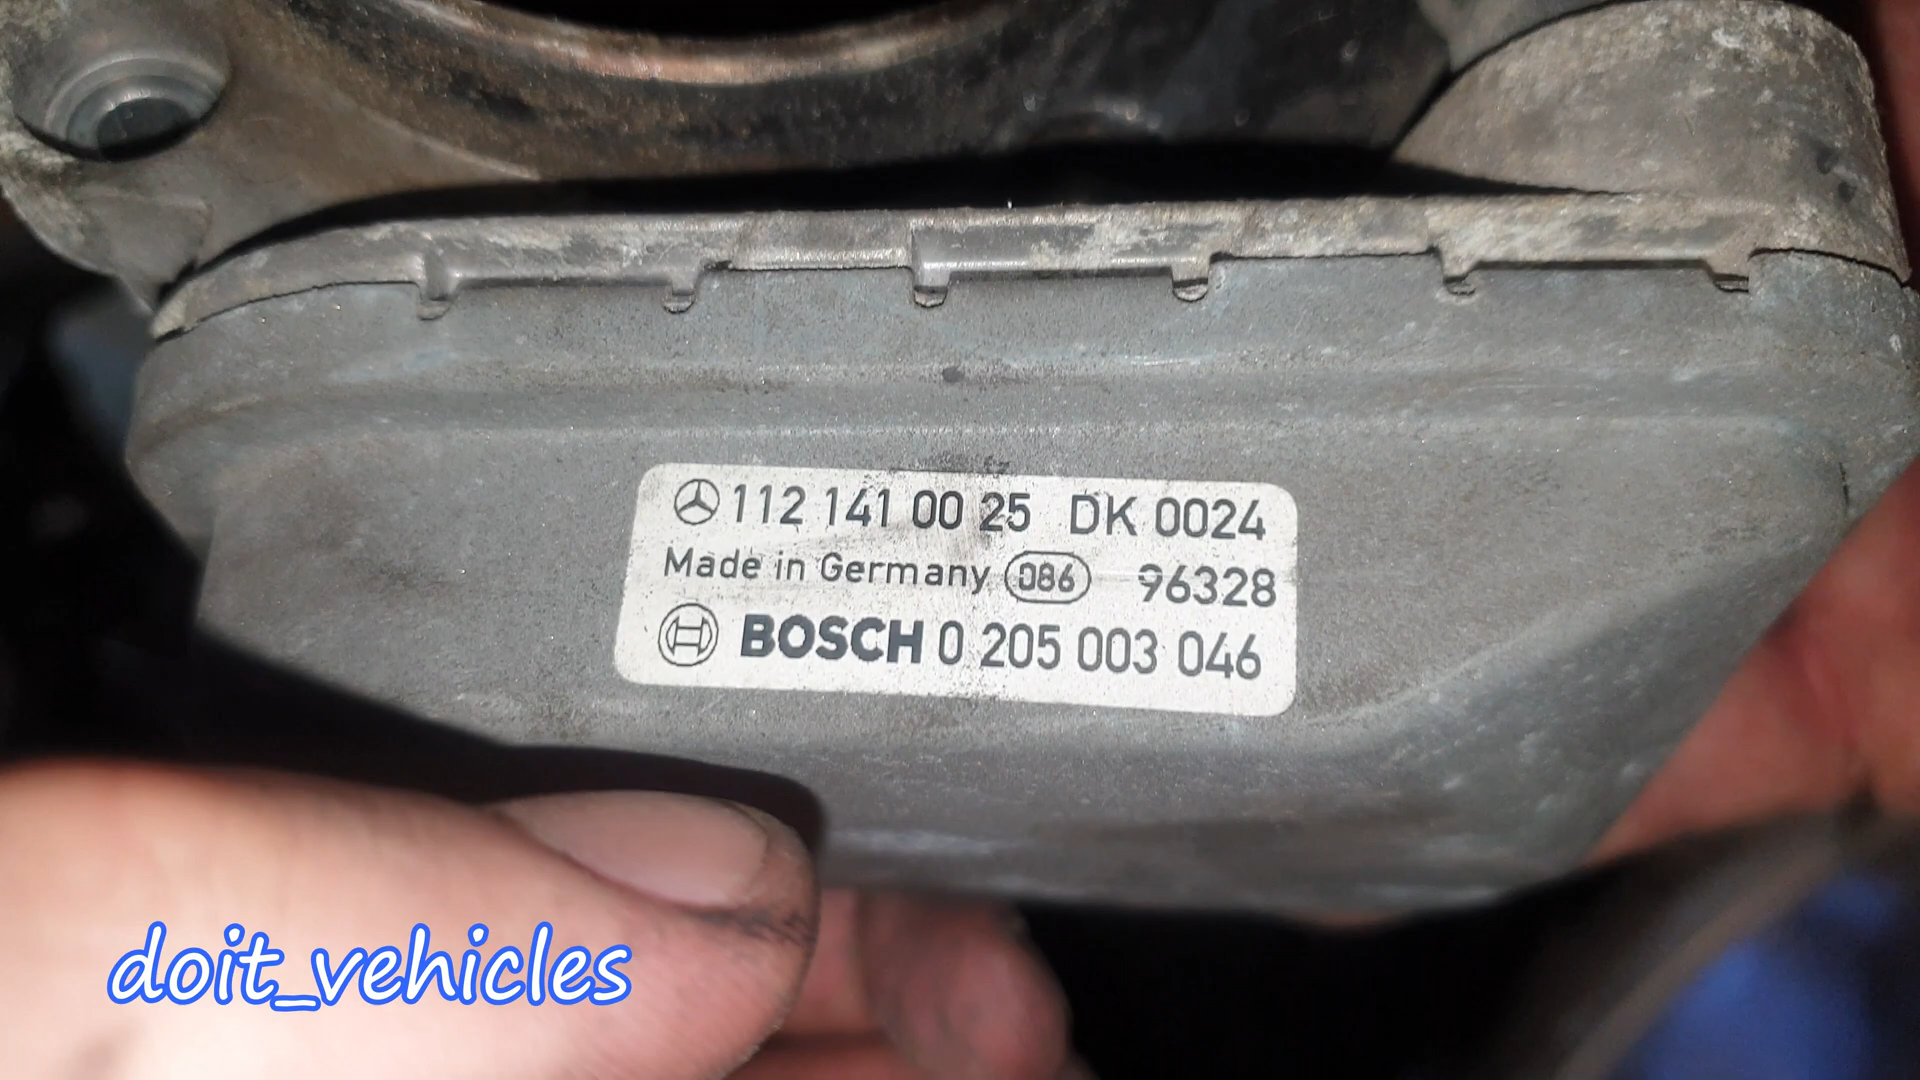 112 141 00 25 DK 0024
Made in Germany 086 96328
BOSCH 0 205 003 046
doit_vehicles